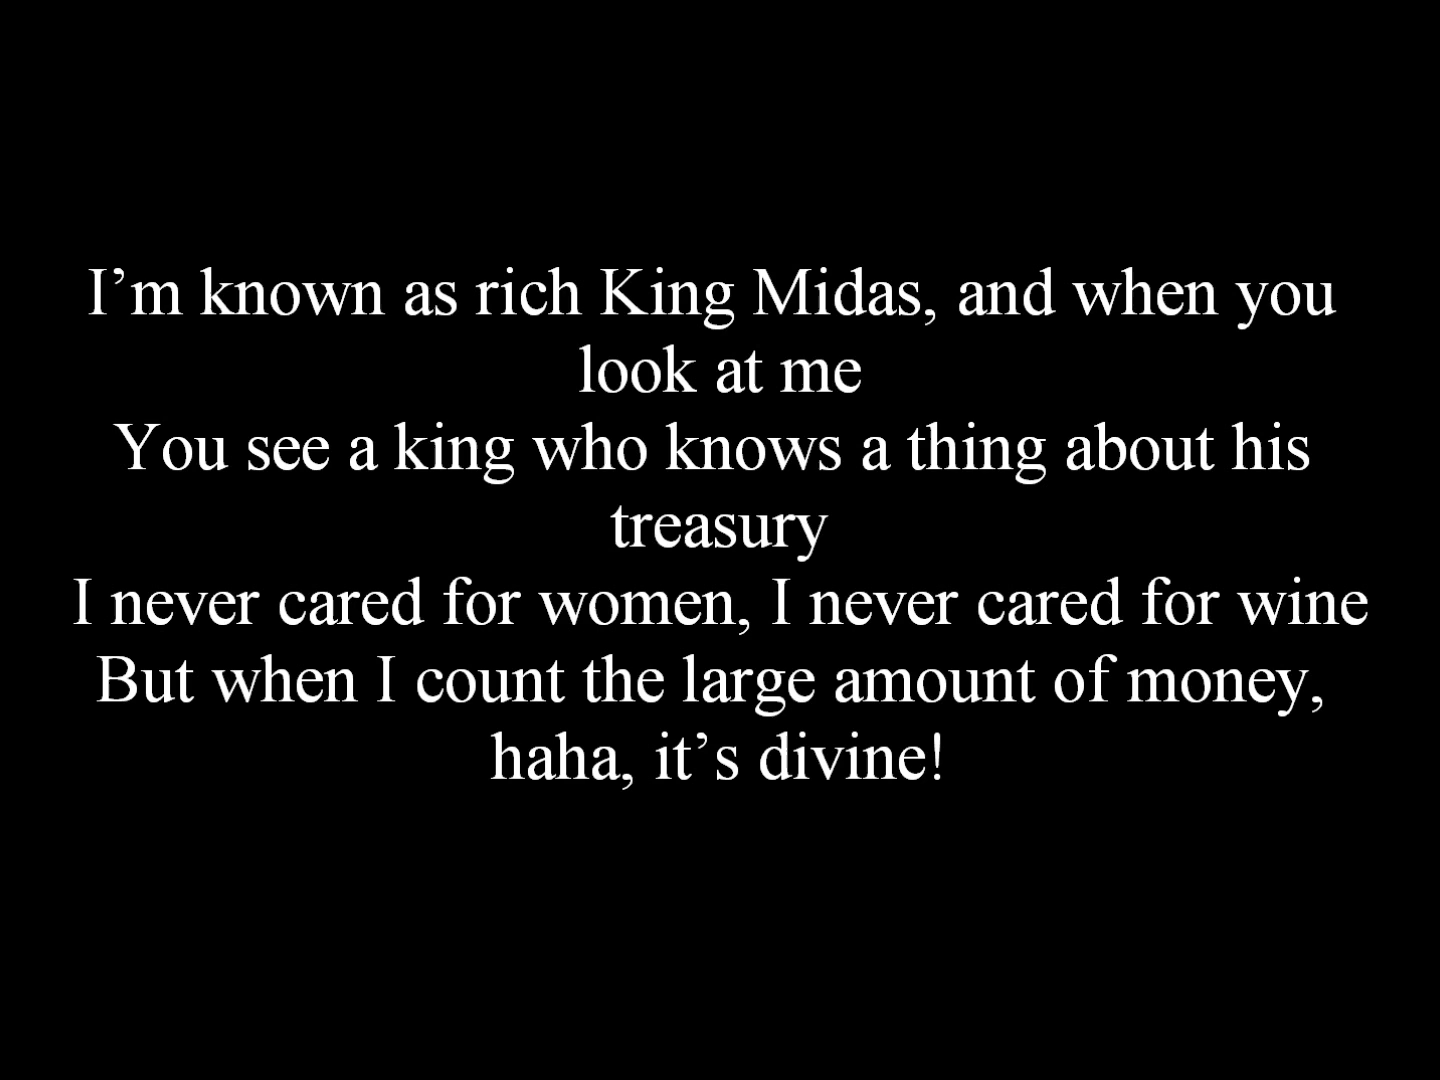 I’m known as rich King Midas, and when you
look at me
You see a king who knows a thing about his
treasury
I never cared for women, I never cared for wine
But when I count the large amount of money,
haha, it’s divine!